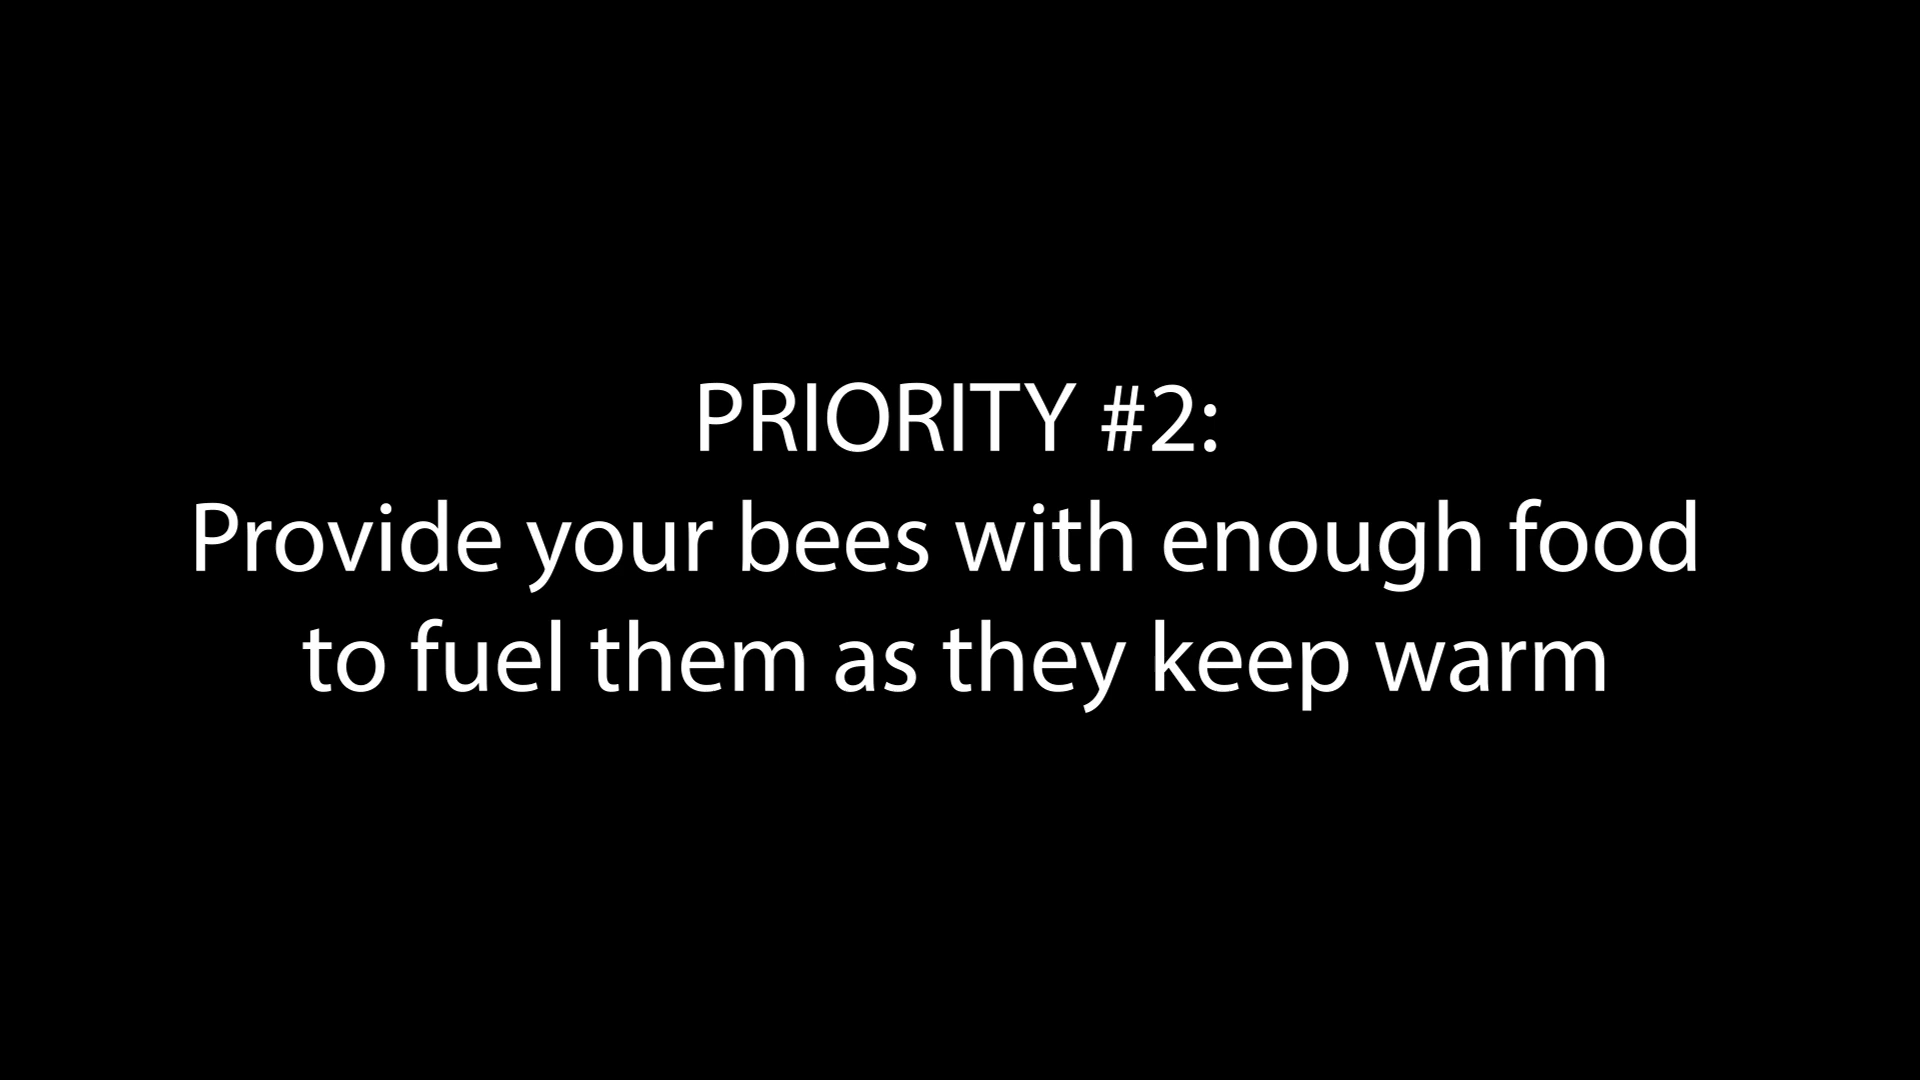 PRIORITY #2:
Provide your bees with enough food
to fuel them as they keep warm